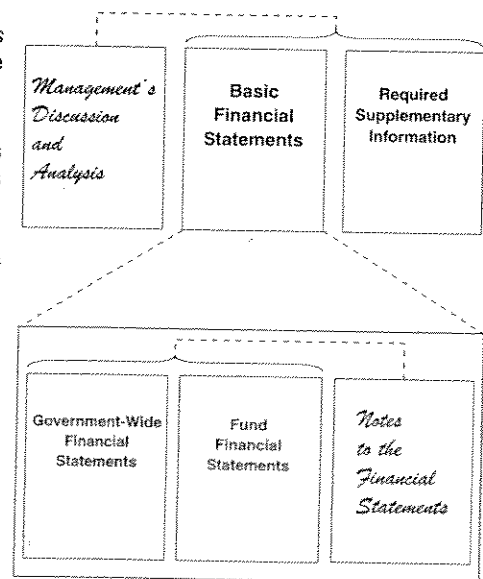 s
e
Management's
Discussion
and
Analysis
Basic
Financial
Statements
Required
Supplementary
Information
Government-Wide
Financial
Statements
Fund
Financial
Statements
Notes
to the
Financial
Statements